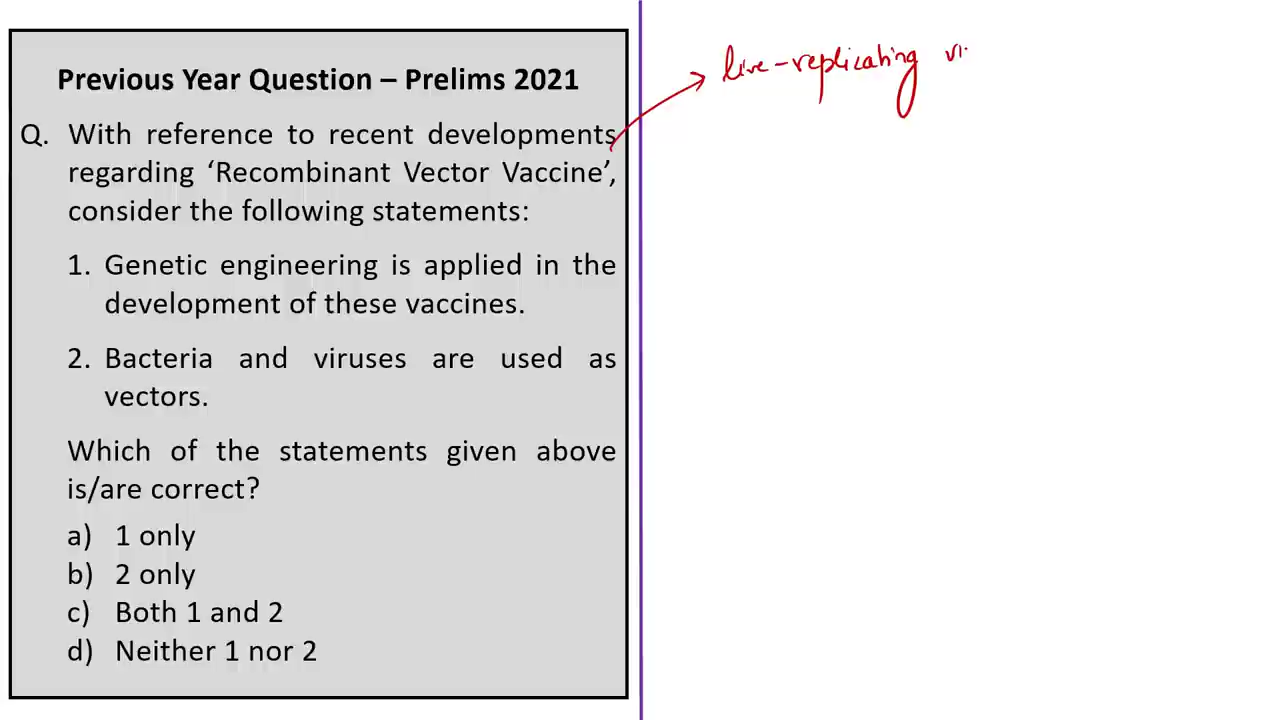 Previous Year Question – Prelims 2021
Q. With reference to recent developments
regarding ‘Recombinant Vector Vaccine’,
consider the following statements:
1. Genetic engineering is applied in the
development of these vaccines.
2. Bacteria and viruses are used as
vectors.
Which of the statements given above
is/are correct?
a) 1 only
b) 2 only
c) Both 1 and 2
d) Neither 1 nor 2
live-replicating vi